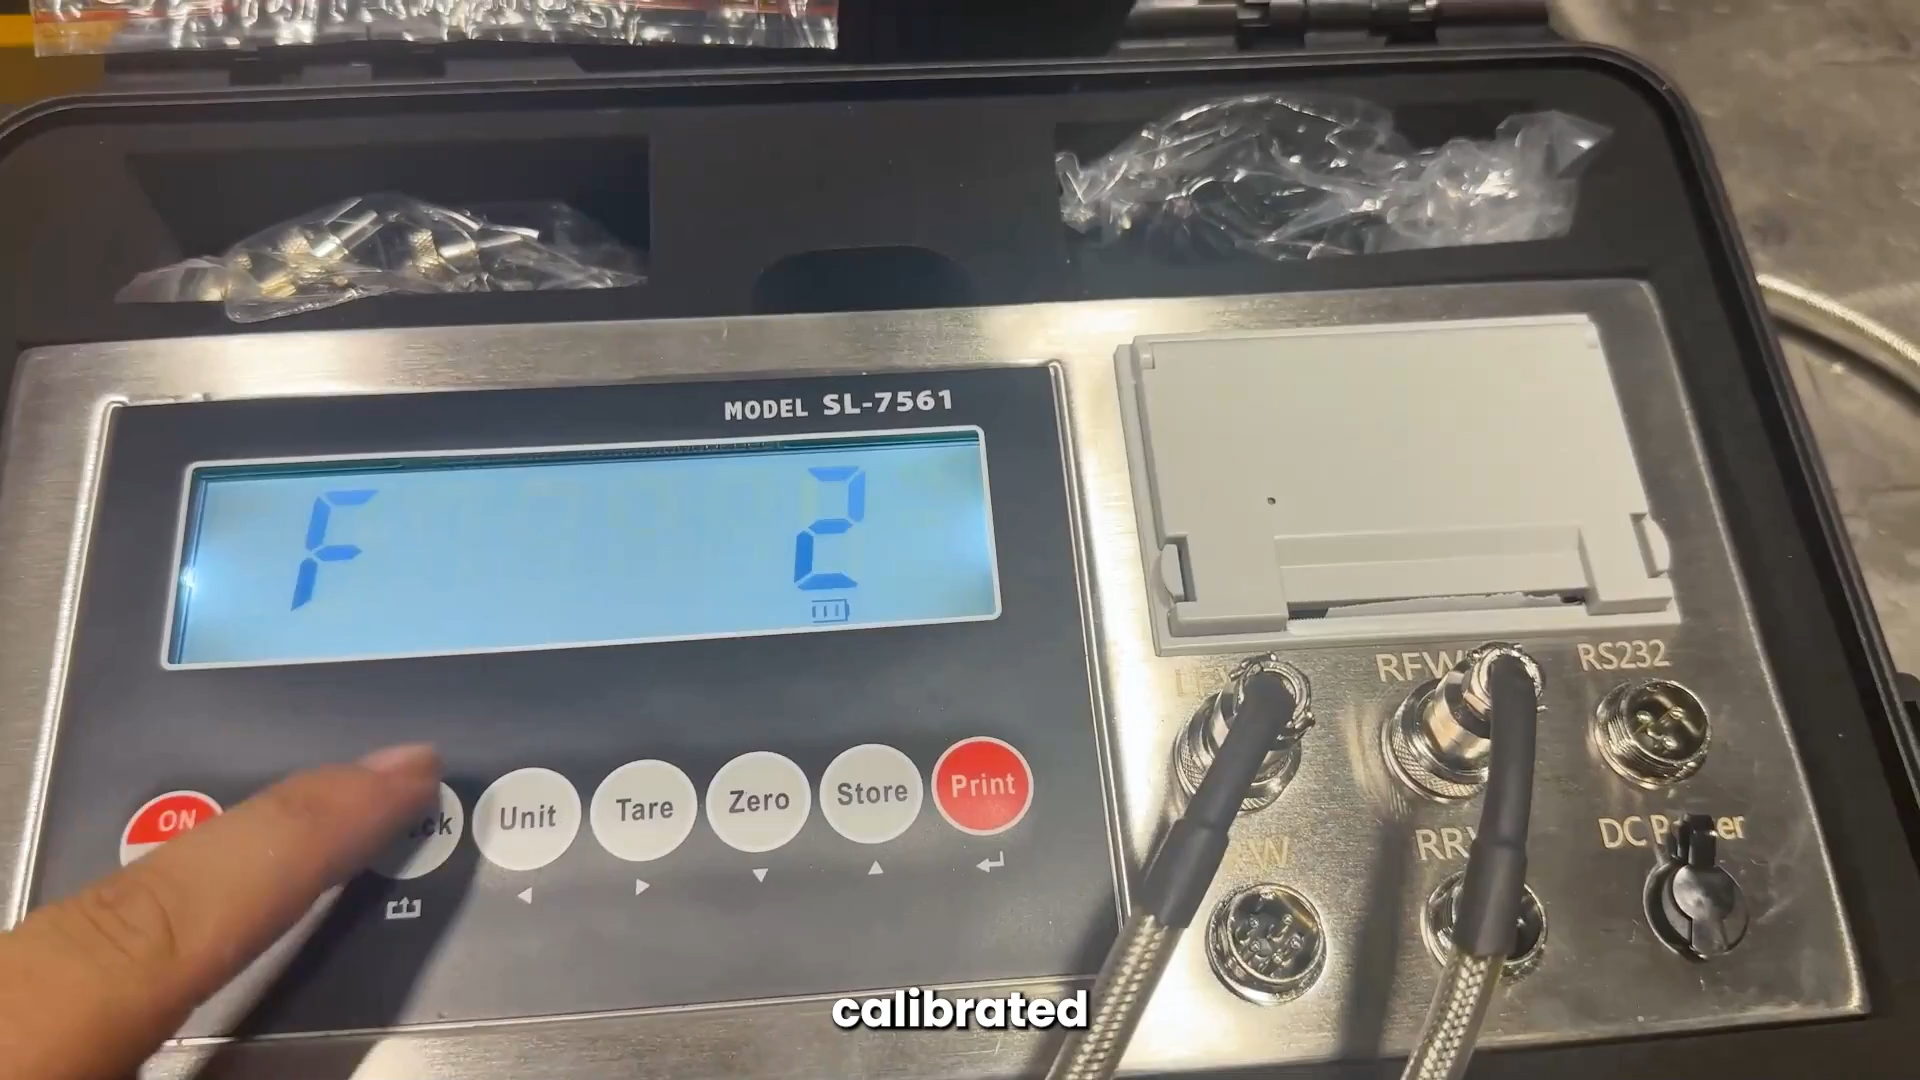 MODEL SL-7561
F 2
ON
Unit
Tare
Zero
Store
Print
RS232
calibrated